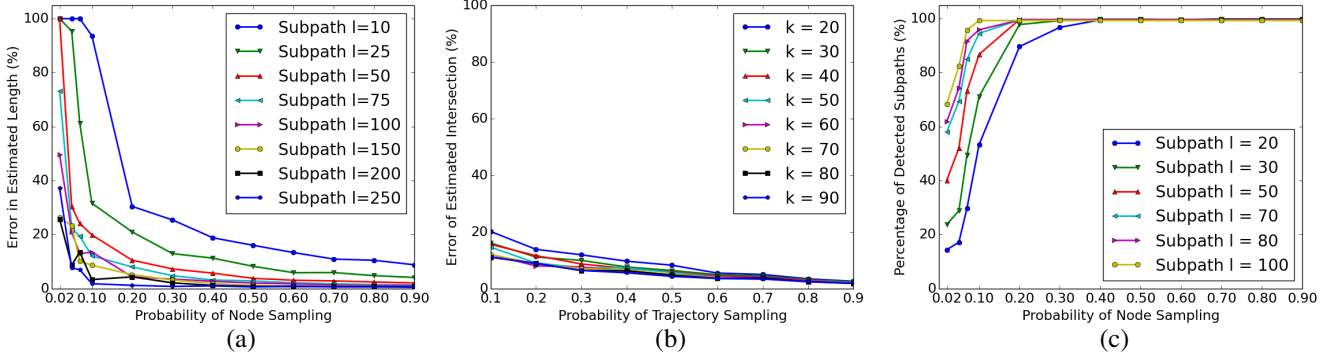 Error in Estimated Length (%)
100
80
60
40
20
0
0.02
0.10
0.20
0.30
0.40
0.50
0.60
0.70
0.80
0.90
Probability of Node Sampling
Subpath l=10
Subpath l=25
Subpath l=50
Subpath l=75
Subpath l=100
Subpath l=150
Subpath l=200
Subpath l=250
(a)
Error of Estimated Intersection (%)
100
80
60
40
20
0
0.1
0.2
0.3
0.4
0.5
0.6
0.7
0.8
0.9
Probability of Trajectory Sampling
k = 20
k = 30
k = 40
k = 50
k = 60
k = 70
k = 80
k = 90
(b)
Percentage of Detected Subpaths (%)
100
80
60
40
20
0
0.02
0.10
0.20
0.30
0.40
0.50
0.60
0.70
0.80
0.90
Probability of Node Sampling
Subpath l = 20
Subpath l = 30
Subpath l = 50
Subpath l = 70
Subpath l = 80
Subpath l = 100
(c)